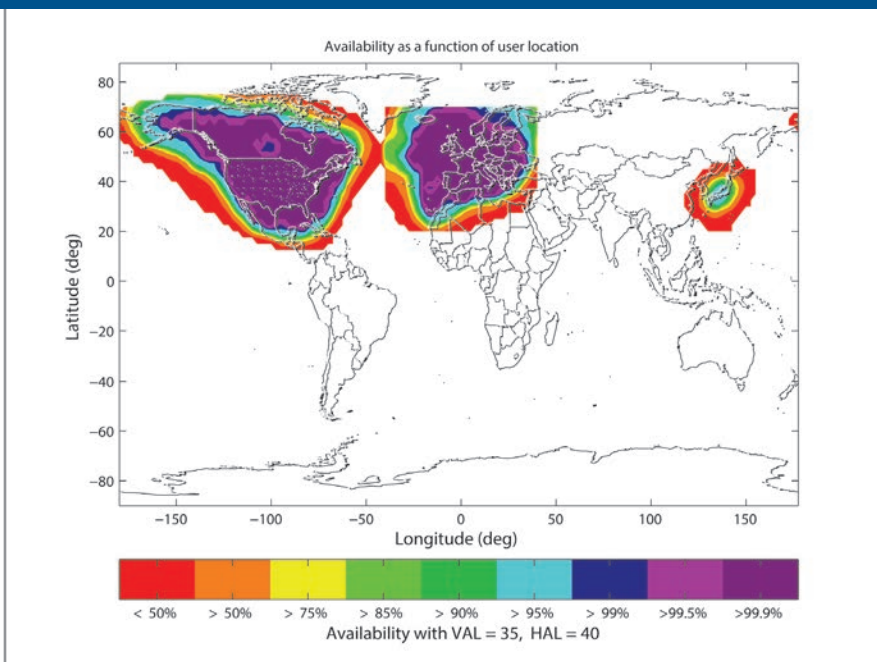 Availability as a function of user location
80
60
40
20
0
−20
−40
−60
−80
Latitude (deg)
−150 −100 −50 0 50 100 150
Longitude (deg)
< 50% > 50% > 75% > 85% > 90% > 95% > 99% >99.5% >99.9%
Availability with VAL = 35, HAL = 40